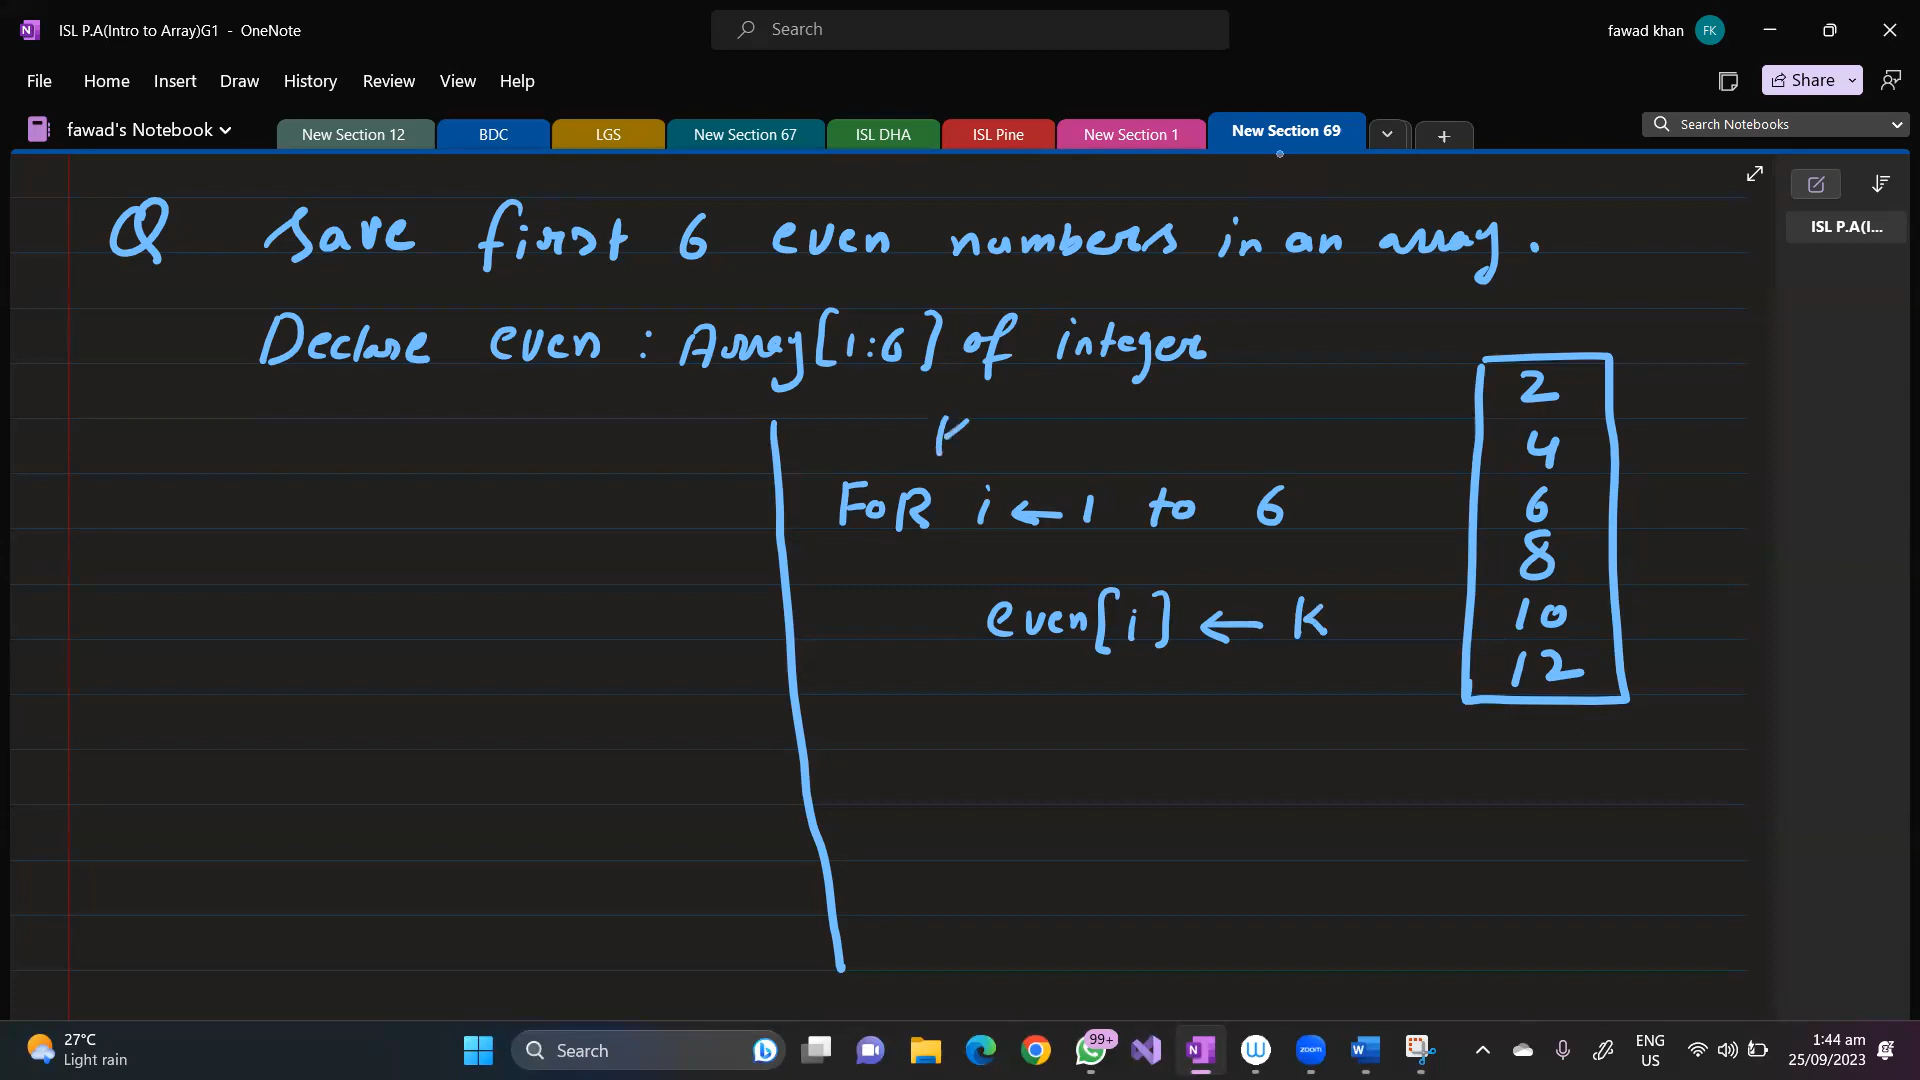 ISL P.A(Intro to Array)G1 - OneNote
Search
fawad khan FK
File Home Insert Draw History Review View Help
Share
fawad's Notebook
New Section 12 BDC LGS New Section 67 ISL DHA ISL Pine New Section 1 New Section 69
Search Notebooks
ISL P.A(I...
Q Save first 6 even numbers in an array.
Declare even : Array[1:6] of integer
K
FOR i ← 1 to 6
even[i] ← K
2
4
6
8
10
12
27°C
Light rain
Search
99+
zoom
ENG
US
1:44 am
25/09/2023